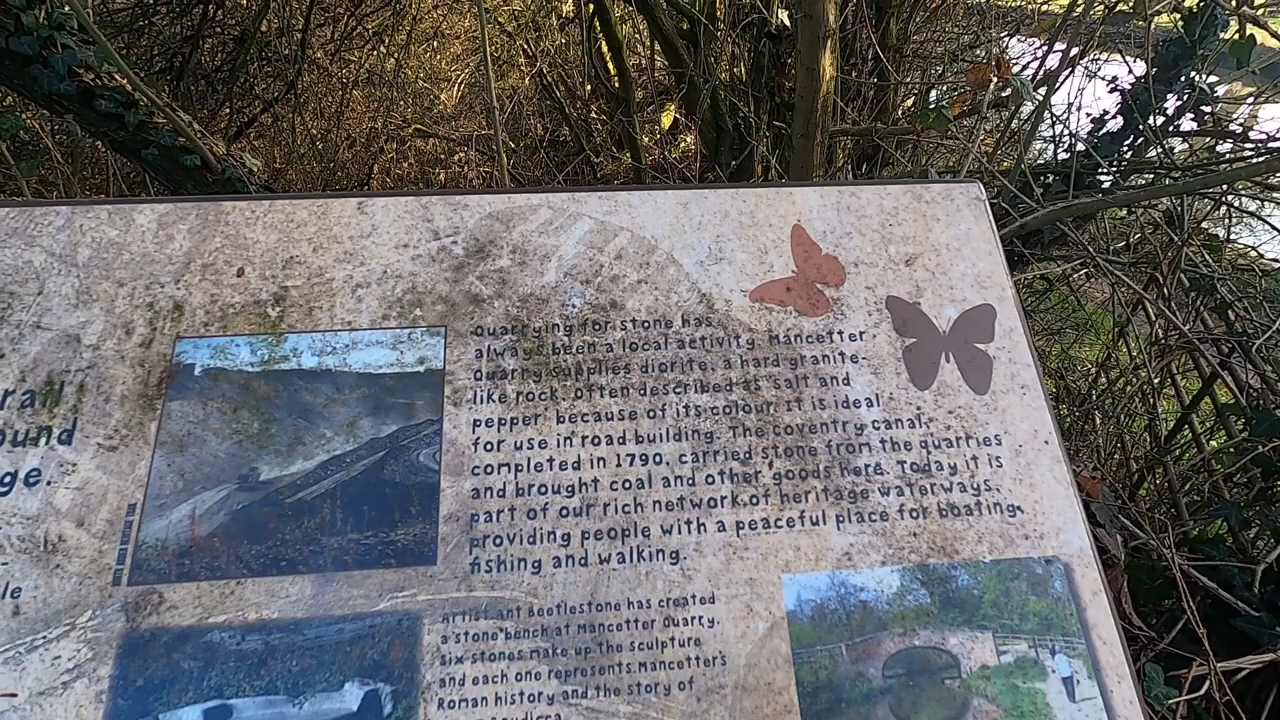 rail
ound
ge.
le
Quarrying for stone has
always been a local activity. Mancetter
Quarry supplies diorite, a hard granite-
like rock, often described as 'salt and
pepper' because of its colour. It is ideal
for use in road building. The Coventry canal,
completed in 1790, carried stone from the quarries
and brought coal and other goods here. Today it is
part of our rich network of heritage waterways,
providing people with a peaceful place for boating,
fishing and walking.
Artist Ant Beetlestone has created
a stone bench at Mancetter Quarry.
Six stones make up the sculpture
and each one represents Mancetter's
Roman history and the story of